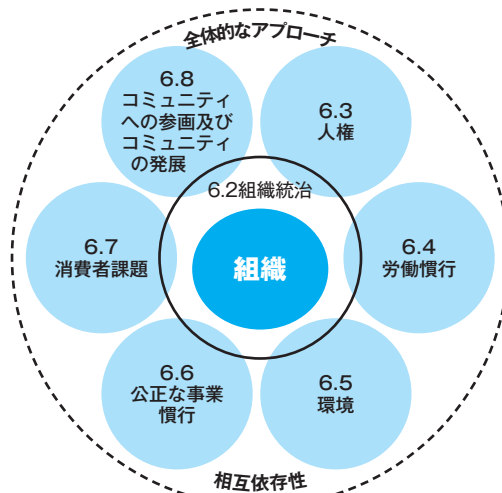 全体的なアプローチ
6.8
コミュニティ
への参画及び
コミュニティ
の発展
6.3
人権
6.2組織統治
6.7
消費者課題
組織
6.4
労働慣行
6.6
公正な事業
慣行
6.5
環境
相互依存性